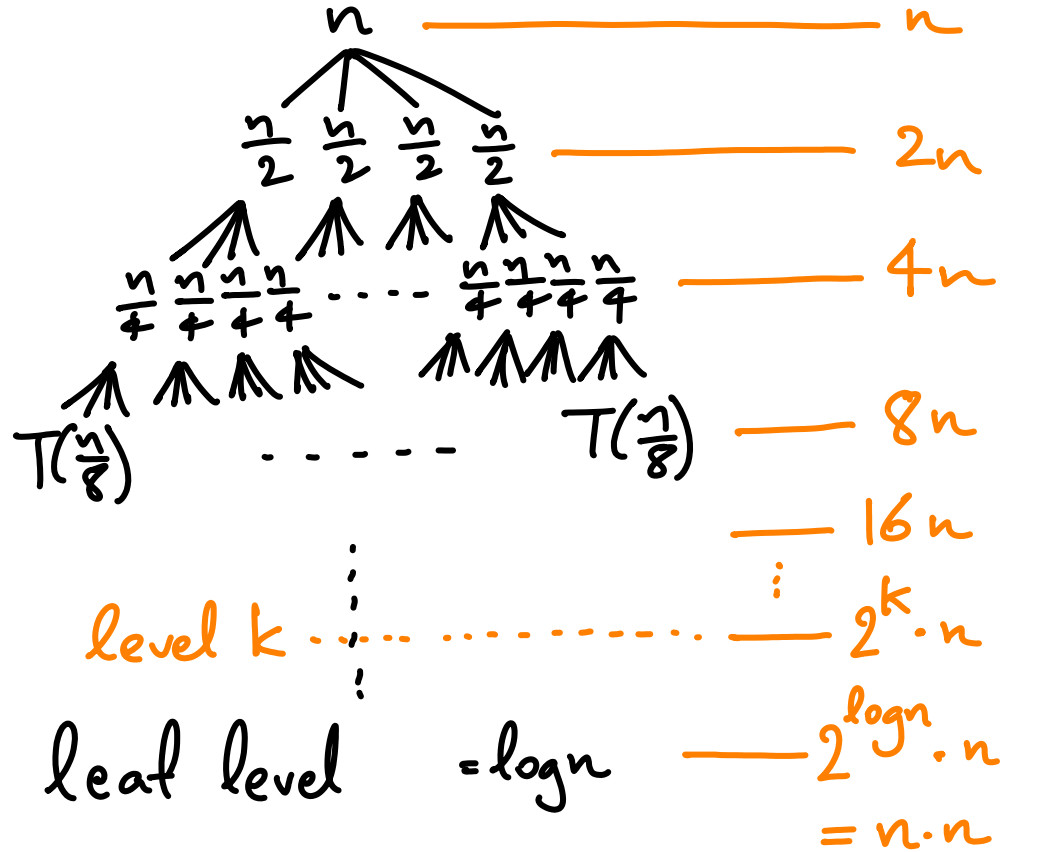 n n
n/2 n/2 n/2 n/2 2n
n/4 n/4 n/4 n/4 . . . . n/4 n/4 n/4 n/4 4n
T(n/8) - - - - - T(n/8) 8n
16n
level k 2^k · n
leaf level = log n 2^{log n} · n
= n · n